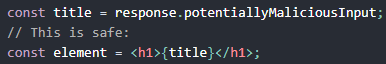 const title = response.potentiallyMaliciousInput;
// This is safe:
const element = <h1>{title}</h1>;